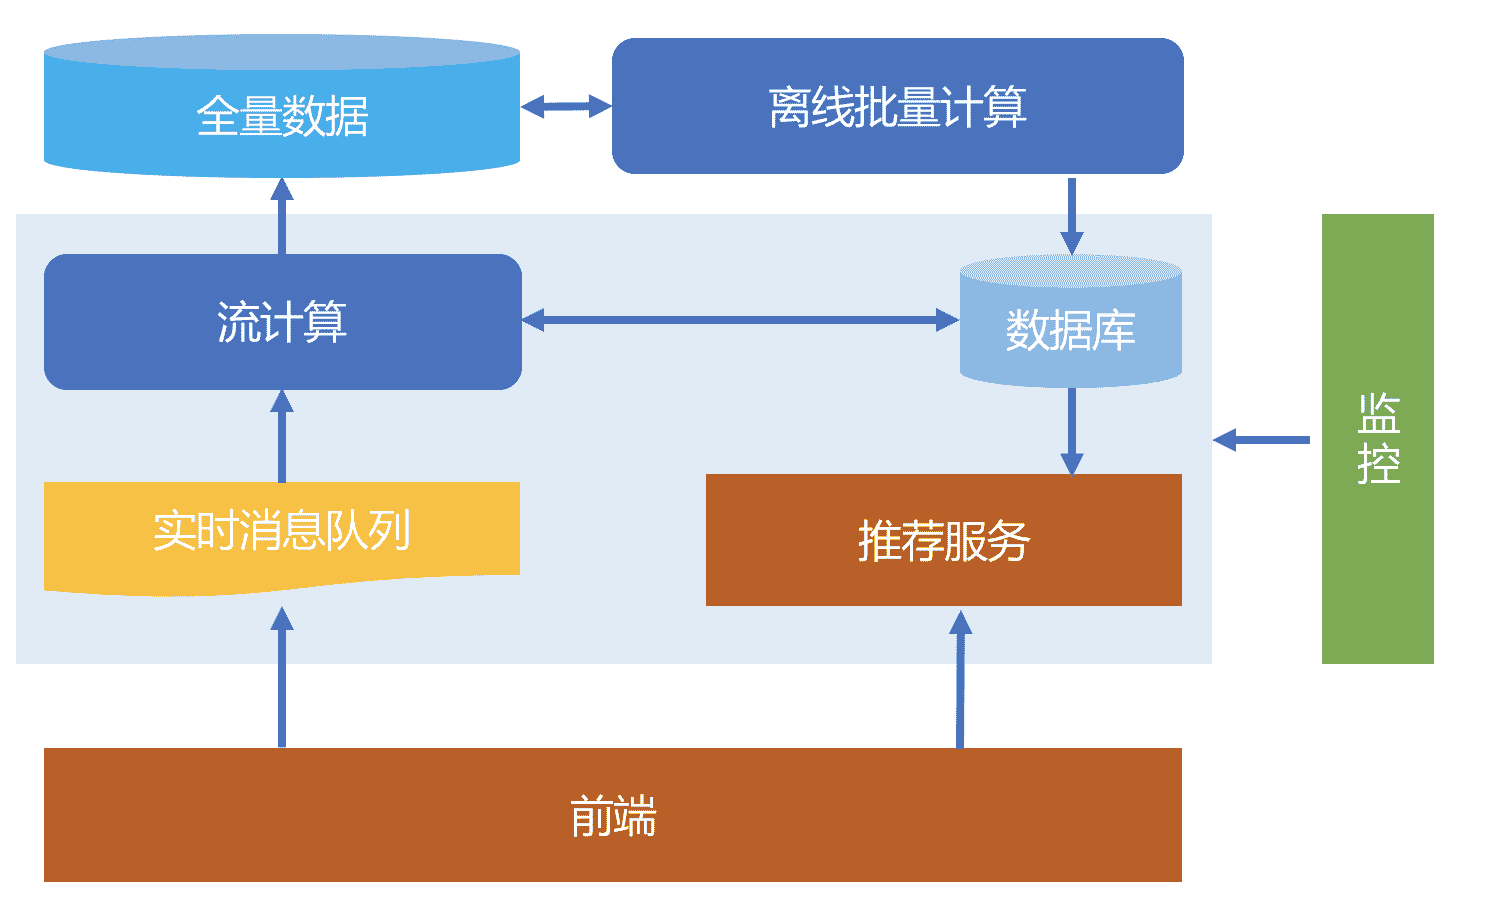 全量数据
离线批量计算
流计算
数据库
监
控
实时消息队列
推荐服务
前端